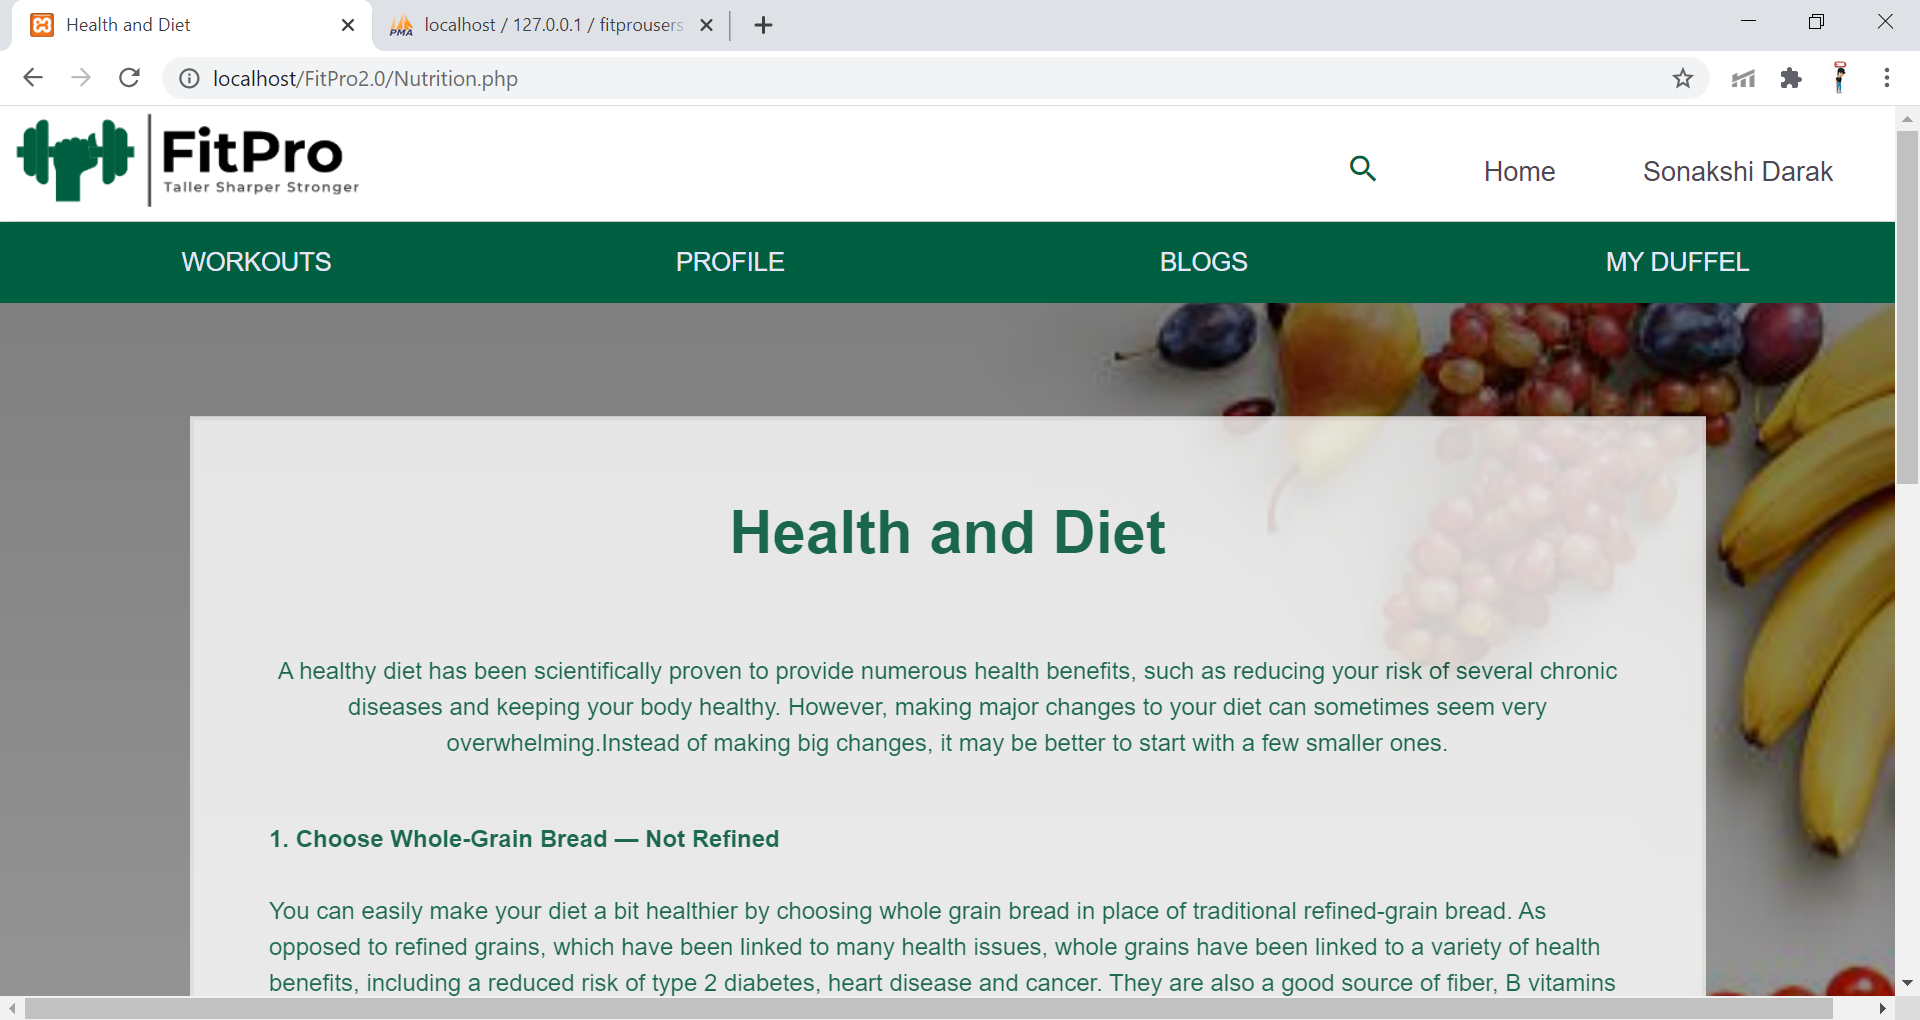 Health and Diet
localhost / 127.0.0.1 / fitprousers
localhost/FitPro2.0/Nutrition.php
FitPro
Taller Sharper Stronger
Home
Sonakshi Darak
WORKOUTS
PROFILE
BLOGS
MY DUFFEL
Health and Diet
A healthy diet has been scientifically proven to provide numerous health benefits, such as reducing your risk of several chronic
diseases and keeping your body healthy. However, making major changes to your diet can sometimes seem very
overwhelming.Instead of making big changes, it may be better to start with a few smaller ones.
1. Choose Whole-Grain Bread — Not Refined
You can easily make your diet a bit healthier by choosing whole grain bread in place of traditional refined-grain bread. As
opposed to refined grains, which have been linked to many health issues, whole grains have been linked to a variety of health
benefits, including a reduced risk of type 2 diabetes, heart disease and cancer. They are also a good source of fiber, B vitamins